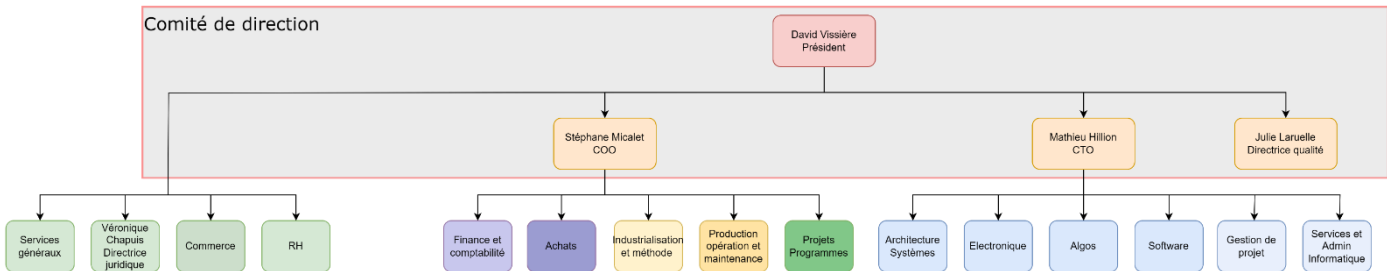 Comité de direction
David Vissière
Président
Stéphane Micalet
COO
Mathieu Hillion
CTO
Julie Laruelle
Directrice qualité
Services
généraux
Véronique
Chapuis
Directrice
juridique
Commerce
RH
Finance et
comptabilité
Achats
Industrialisation
et méthode
Production
opération et
maintenance
Projets
Programmes
Architecture
Systèmes
Electronique
Algos
Software
Gestion de
projet
Services et
Admin
Informatique